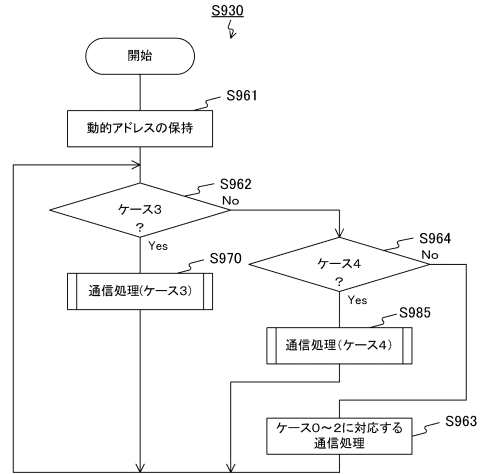 S930
開始
S961
動的アドレスの保持
S962
ケース3
?
No
Yes
S970
通信処理(ケース3)
S964
ケース4
?
No
Yes
S985
通信処理(ケース4)
S963
ケース0~2に対応する
通信処理